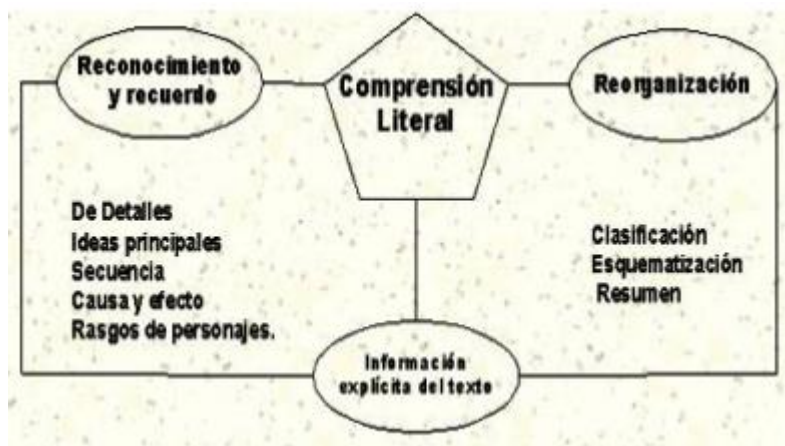 Reconocimiento
y recuerdo
Comprensión
Literal
Reorganización
De Detalles
Ideas principales
Secuencia
Causa y efecto
Rasgos de personajes.
Clasificación
Esquematización
Resumen
Información
explícita del texto